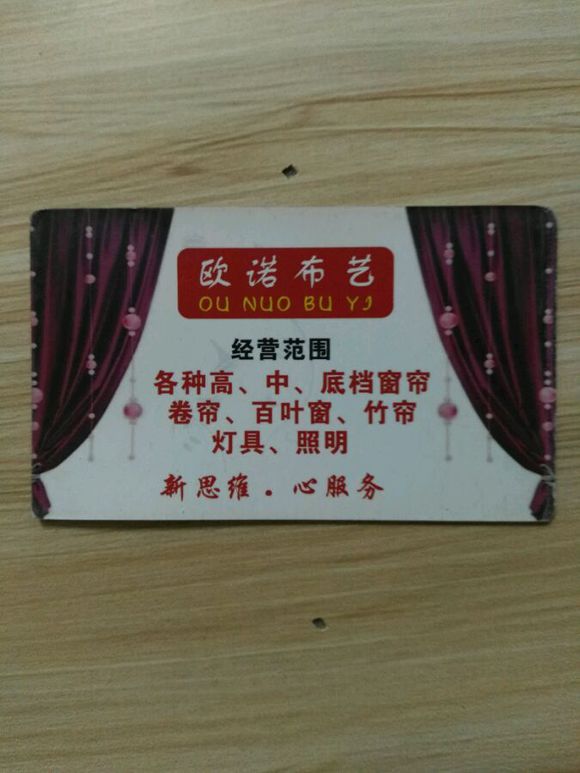 欧诺布艺
OU NUO BU YI
经营范围
各种高、中、底档窗帘
卷帘、百叶窗、竹帘
灯具、照明
新思维．心服务